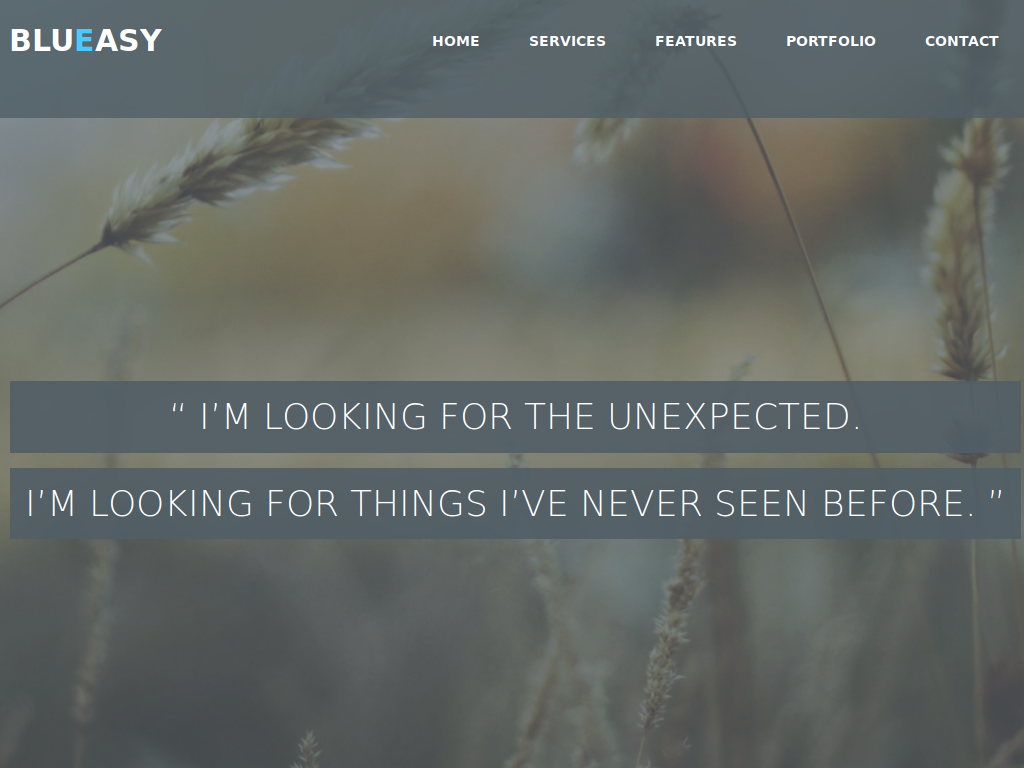 BLUEASY
HOME SERVICES FEATURES PORTFOLIO CONTACT
“ I’M LOOKING FOR THE UNEXPECTED.
I’M LOOKING FOR THINGS I’VE NEVER SEEN BEFORE. ”